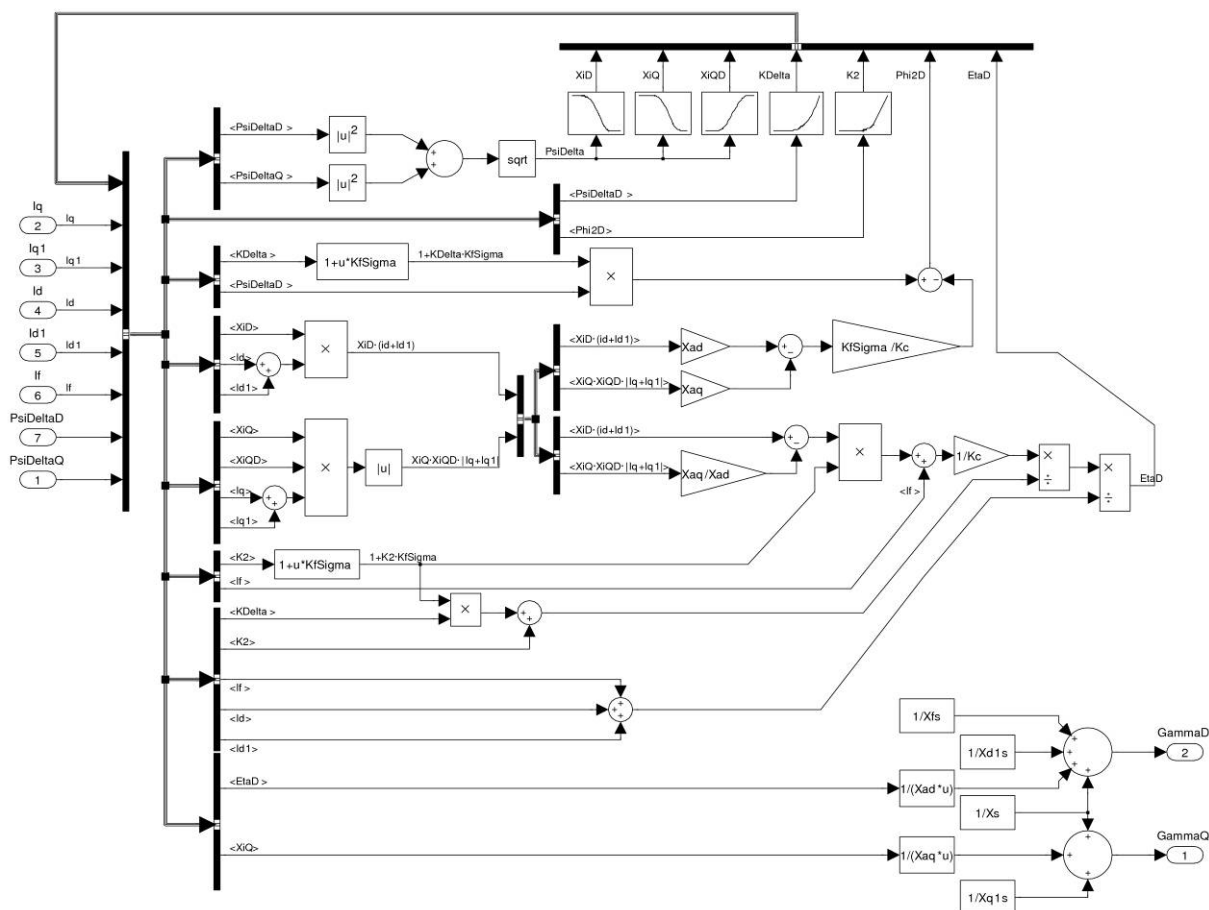 XiD XiQ XiQD KDelta K2 Phi2D EtaD
<PsiDeltaD > |u|² + +
<PsiDeltaQ > |u|² sqrt PsiDelta
<PsiDeltaD >
<Phi2D>
Iq
2 Iq
Iq1
3 Iq1
Id
4 Id
Id1
5 Id1
If
6 If
PsiDeltaD
7
PsiDeltaQ
1
<KDelta > 1+u*KfSigma 1+KDelta·KfSigma ×
<PsiDeltaD >
+ −
<XiD> × XiD·(id+Id1)
<Id> + +
<Id1>
<XiD·(id+Id1)> Xad + − KfSigma /Kc
<XiQ·XiQD·|Iq+Iq1|> Xaq
<XiQ>
<XiQD> × |u| XiQ·XiQD·|Iq+Iq1|
<Iq> + +
<Iq1>
<XiD·(id+Id1)> + − × + + 1/Kc × ÷ × ÷ EtaD
<XiQ·XiQD·|Iq+Iq1|> Xaq/Xad <If >
<K2> 1+u*KfSigma 1+K2·KfSigma
<If >
<KDelta > × + +
<K2>
<If >
<Id> + + +
<Id1>
1/Xfs
1/Xd1s + + + + GammaD
2
<EtaD > 1/(Xad *u)
1/Xs
<XiQ> 1/(Xaq *u) + + + GammaQ
1
1/Xq1s